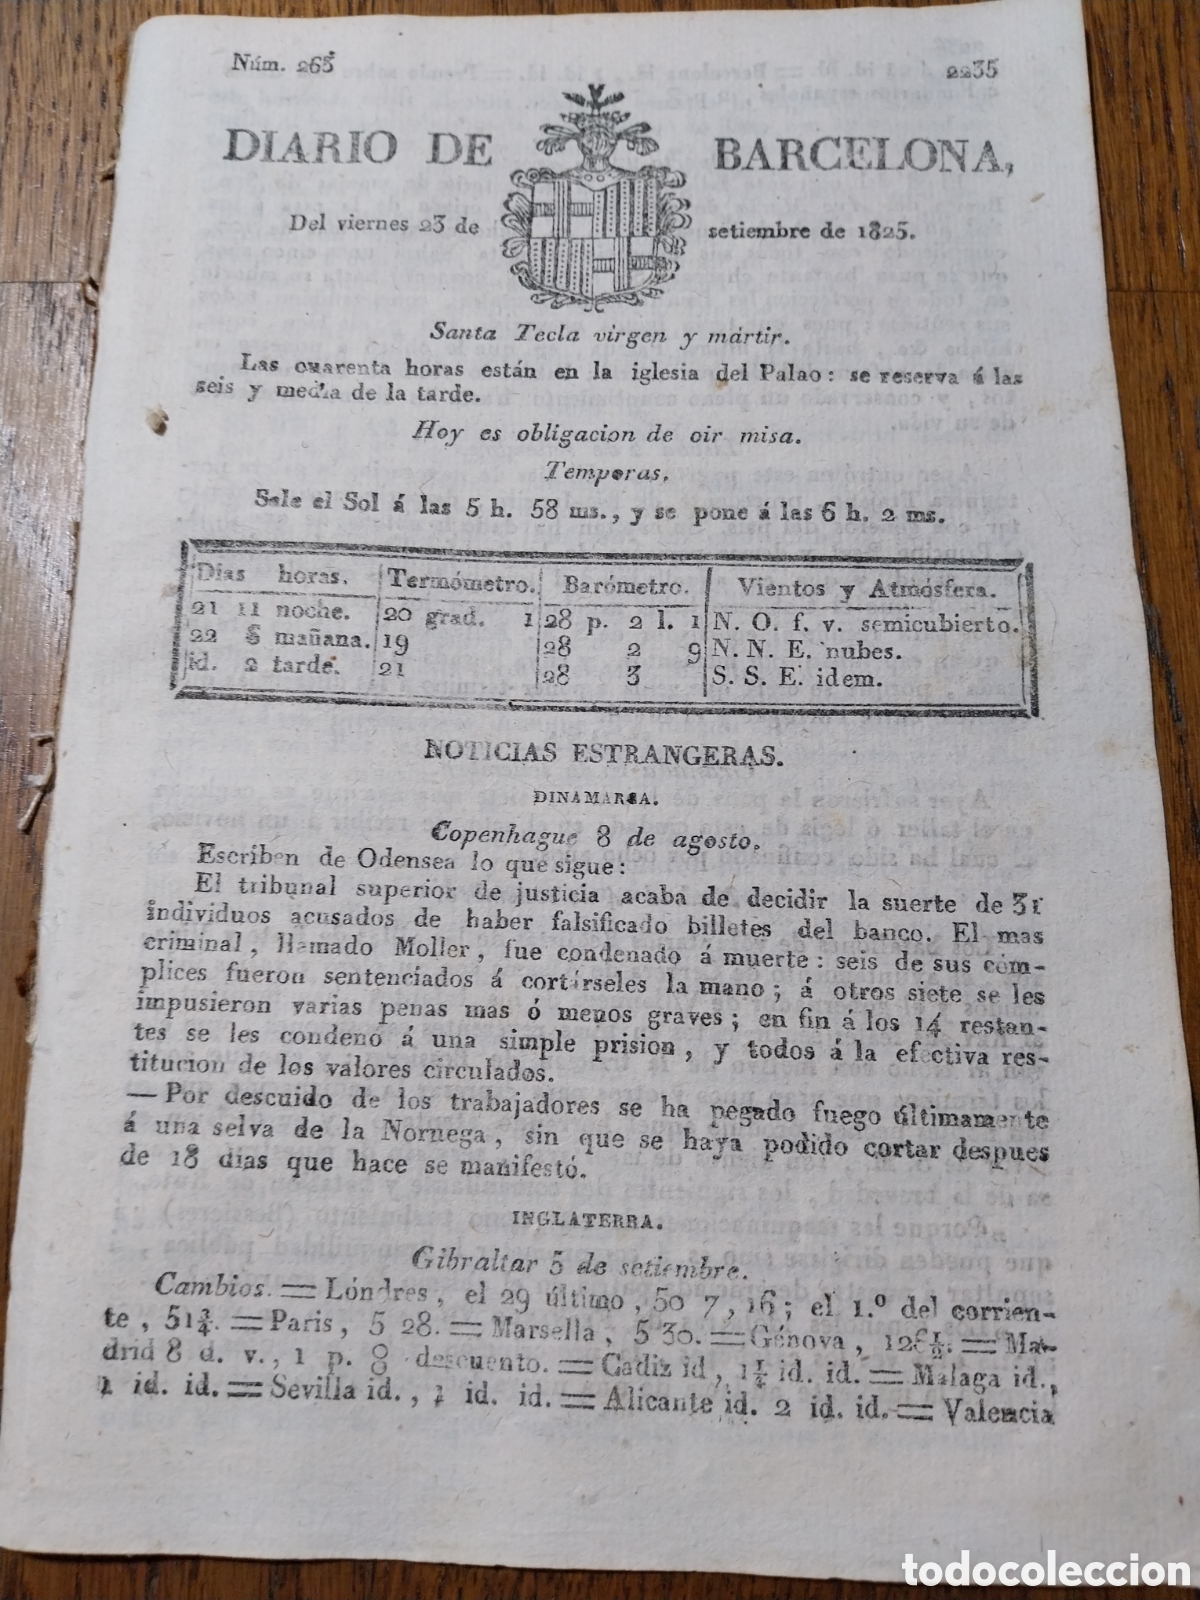 Núm. 265
2235
DIARIO DE BARCELONA,
Del viernes 23 de setiembre de 1825.
Santa Tecla virgen y mártir.
Las cuarenta horas están en la iglesia del Palao: se reserva á las
seis y media de la tarde.
Hoy es obligacion de oir misa.
Temporas.
Sale el Sol á las 5 h. 58 ms., y se pone á las 6 h. 2 ms.
Dias horas. Termómetro. Barómetro. Vientos y Atmósfera.
21 11 noche. 20 grad. 1 28 p. 2 l. 1 N. O. f. v. semicubierto.
22 6 mañana. 19 28 2 9 N. N. E. nubes.
id. 2 tarde. 21 28 3 S. S. E. idem.
NOTICIAS ESTRANGERAS.
DINAMARCA.
Copenhague 8 de agosto.
Escriben de Odensea lo que sigue:
El tribunal superior de justicia acaba de decidir la suerte de 31
individuos acusados de haber falsificado billetes del banco. El mas
criminal, llamado Moller, fue condenado á muerte: seis de sus cóm-
plices fueron sentenciados á cortárseles la mano; á otros siete se les
impusieron varias penas mas ó menos graves; en fin á los 14 restan-
tes se les condenó á una simple prision, y todos á la efectiva res-
titucion de los valores circulados.
— Por descuido de los trabajadores se ha pegado fuego últimamente
á una selva de la Noruega, sin que se haya podido cortar despues
de 18 dias que hace se manifestó.
INGLATERRA.
Gibraltar 5 de setiembre.
Cambios. = Lóndres, el 29 último, 50 7, 16; el 1.º del corrien-
te, 51¾. = Paris, 5 28. = Marsella, 5 30. = Génova, 126½. = Ma-
drid 8 d. v., 1 p. 8 descuento. = Cadiz id, 1¼ id. id. = Malaga id.,
1 id. id. = Sevilla id., 1 id. id. = Alicante id. 2 id. id. = Valencia
todocoleccion